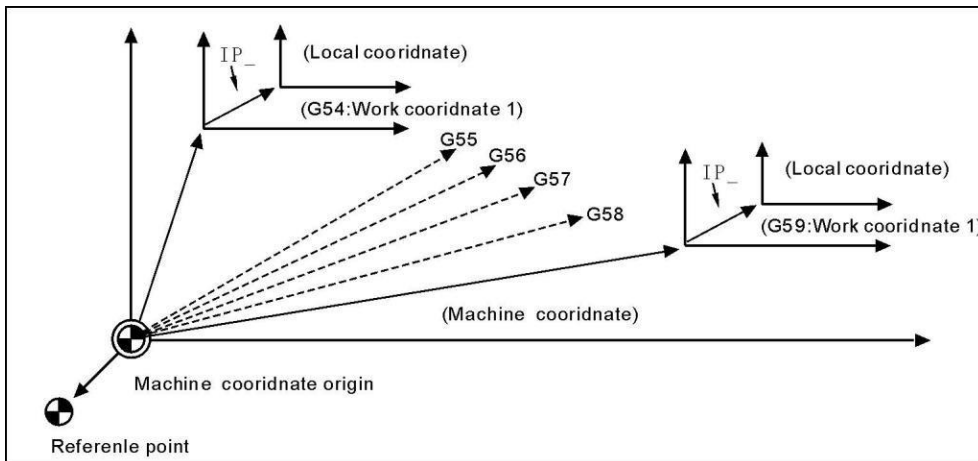 IP_
(Local cooridnate)
(G54:Work cooridnate 1)
G55
G56
G57
G58
IP_
(Local cooridnate)
(G59:Work cooridnate 1)
(Machine cooridnate)
Machine cooridnate origin
Referenle point